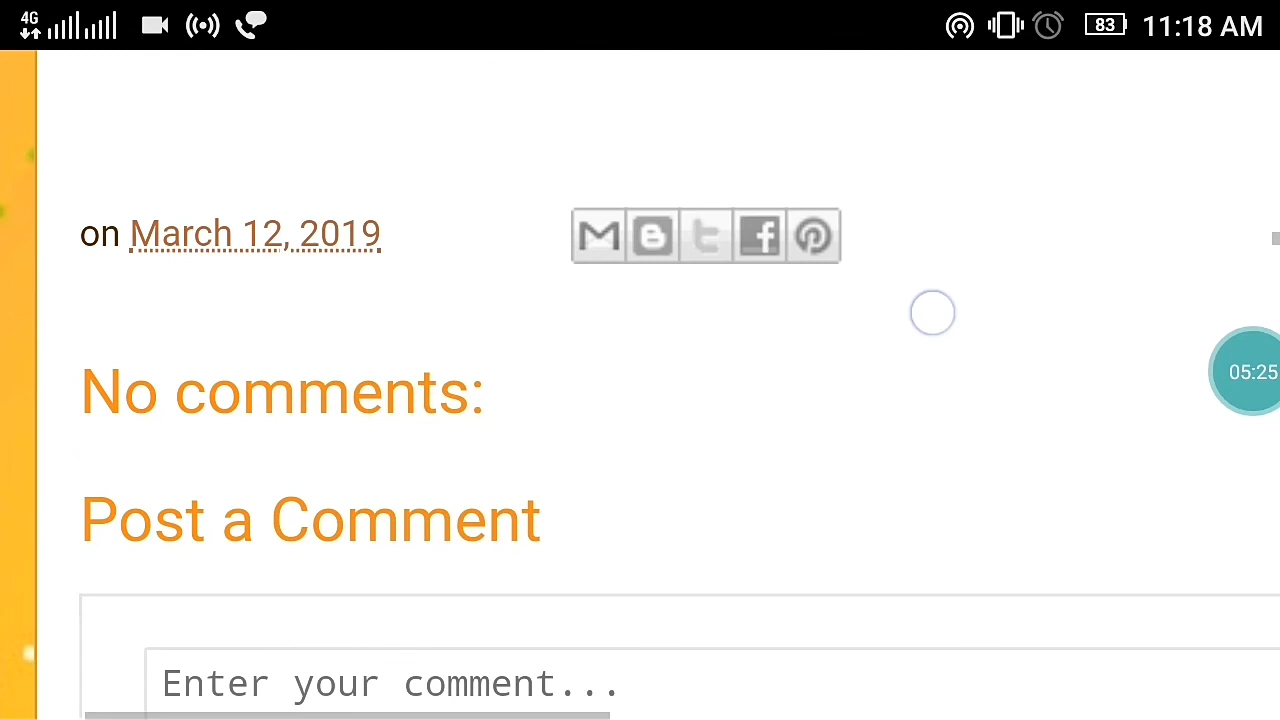 4G 83 11:18 AM
on March 12, 2019
No comments:
05:25
Post a Comment
Enter your comment...